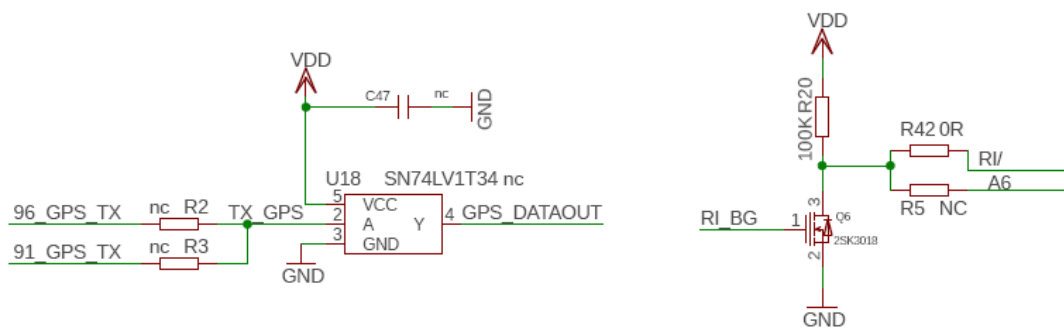 VDD
C47 nc
GND
U18 SN74LV1T34 nc
5 VCC
96_GPS_TX nc R2 TX_GPS 2 A Y 4 GPS_DATAOUT
3 GND
91_GPS_TX nc R3
GND
VDD
100K R20
R42 0R
RI/
A6
R5 NC
3
Q6
RI_BG 1
2SK3018
2
GND